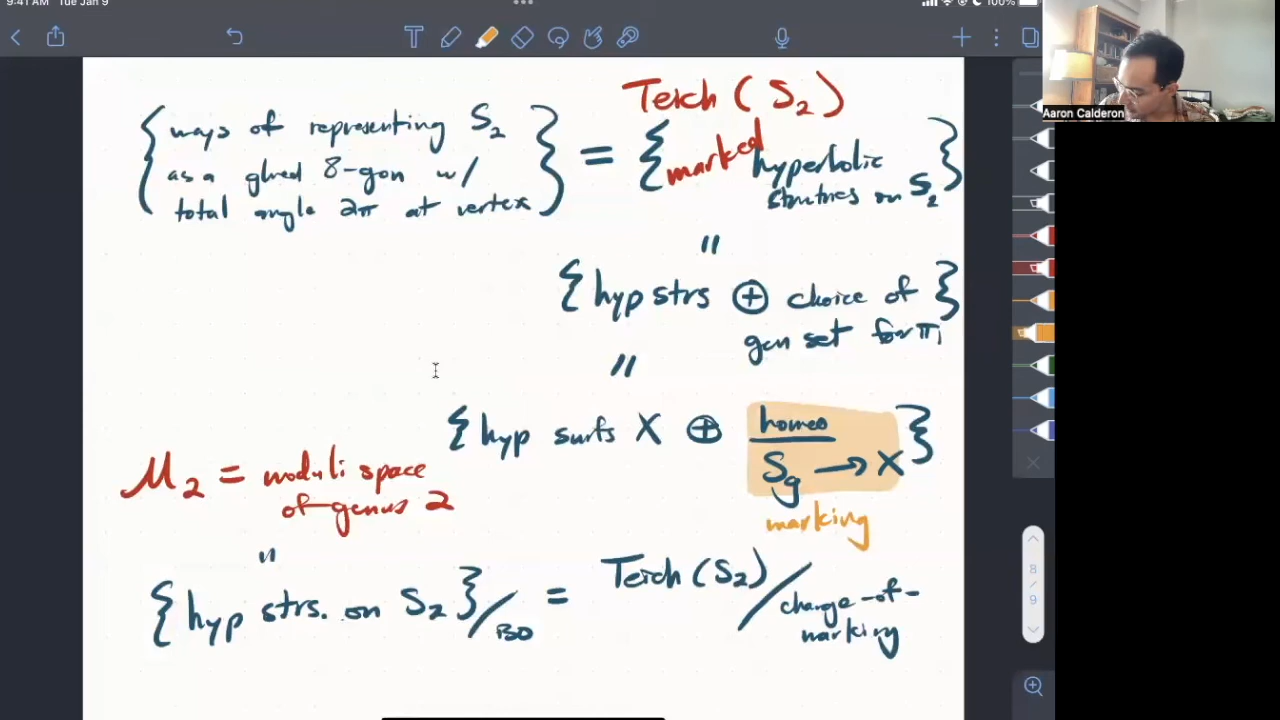 9:41 AM Tue Jan 9
100%
Aaron Calderon
Teich (S₂)
{ ways of representing S₂
as a glued 8-gon w/
total angle 2π at vertex } = { marked hyperbolic
structures on S₂ }
"
{ hyp strs ⊕ choice of
gen set for π₁ }
"
{ hyp surfs X ⊕ homeo
S_g → X }
marking
M₂ = moduli space
of genus 2
"
{ hyp strs. on S₂ } / ISO = Teich (S₂) / change-of-
marking
8
/
9